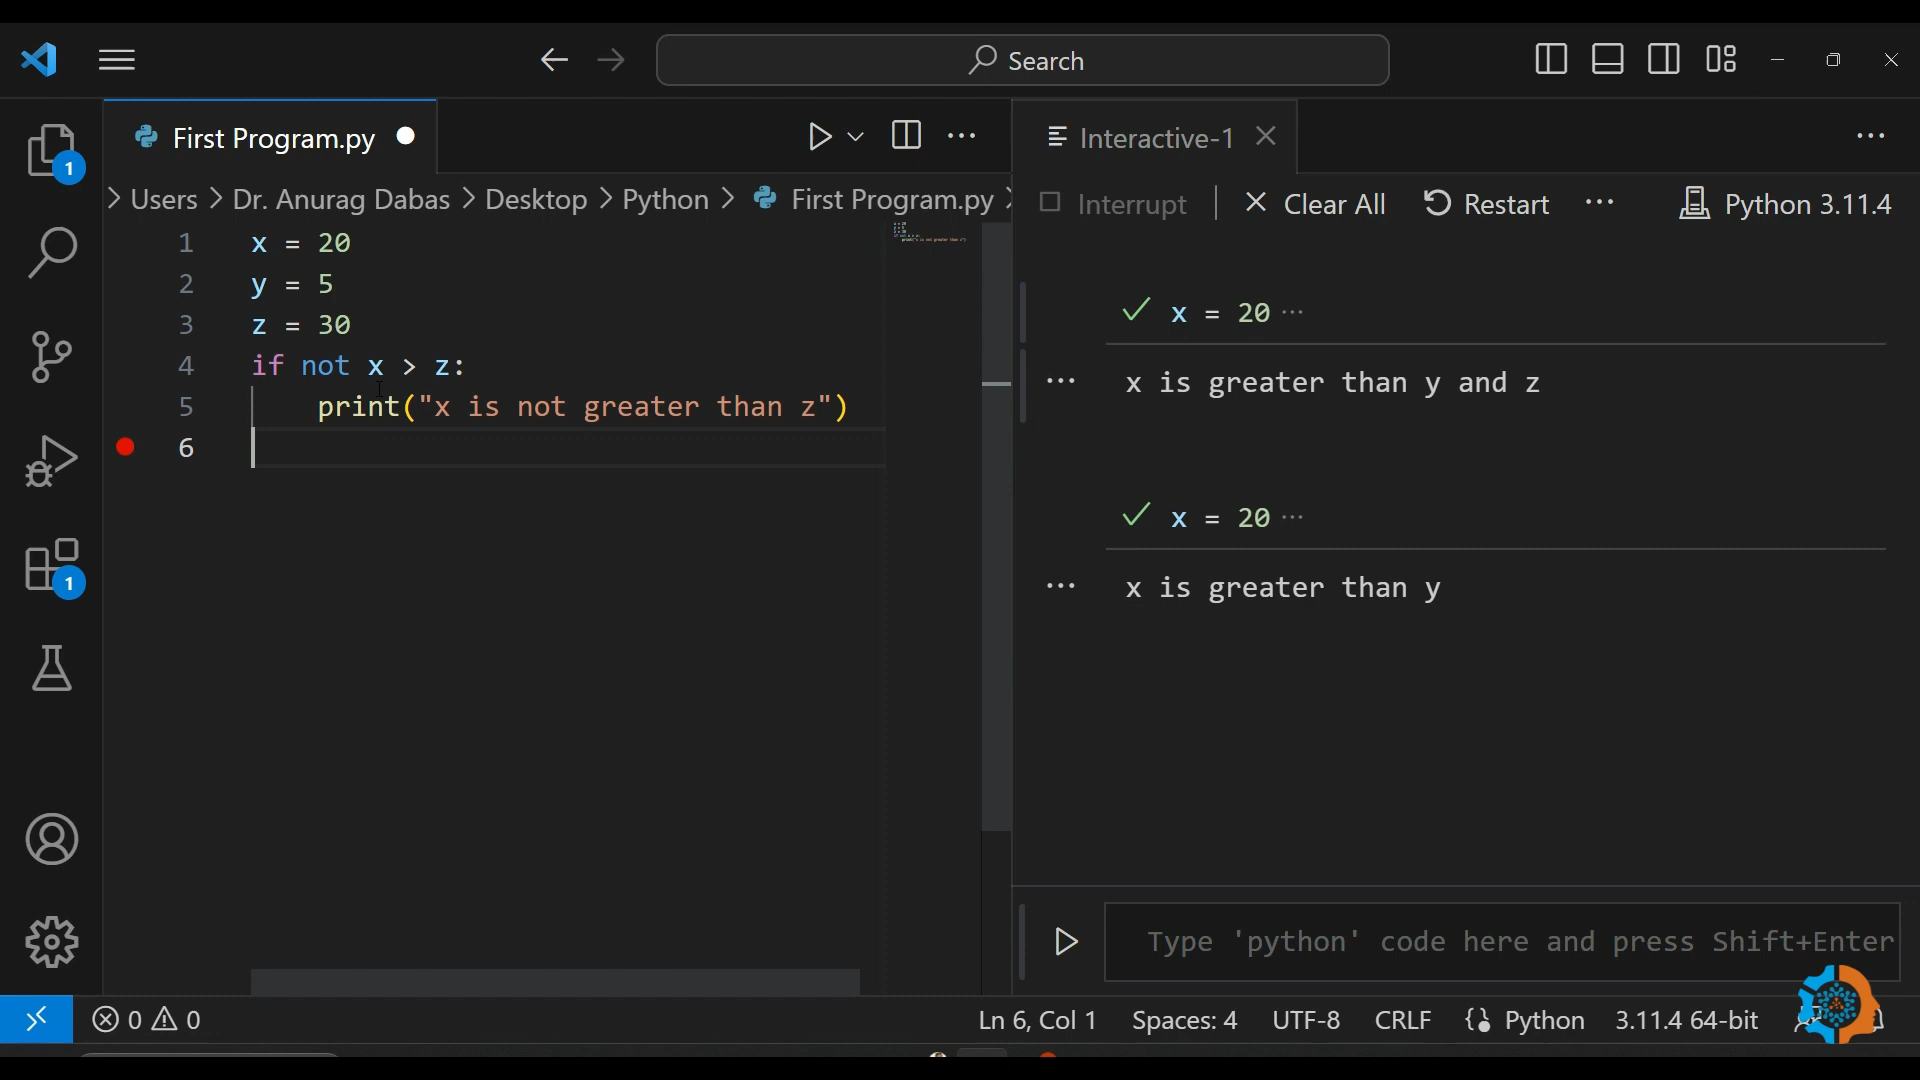 Search
First Program.py
Interactive-1
Users > Dr. Anurag Dabas > Desktop > Python > First Program.py >
Interrupt | Clear All Restart ... Python 3.11.4
1 x = 20
2 y = 5
3 z = 30
4 if not x > z:
5 print("x is not greater than z")
6
1
1
x = 20 ...
x is greater than y and z
x = 20 ...
x is greater than y
Type 'python' code here and press Shift+Enter
0 0
Ln 6, Col 1 Spaces: 4 UTF-8 CRLF Python 3.11.4 64-bit